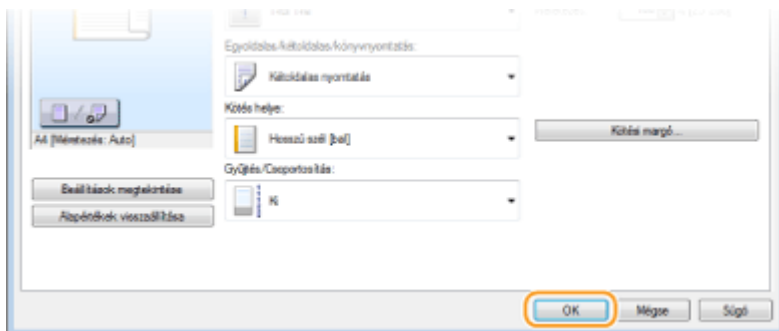 Egyoldalas/kétoldalas/könyvnyomtatás:
Kétoldalas nyomtatás
Kötés helye:
A4 [Méretezés: Auto]
Hosszú szél [bal]
Kötési margó...
Gyűjtés/Csoportosítás:
Beállítások megtekintése
Ki
Alapértékek visszaállítása
OK
Mégse
Súgó